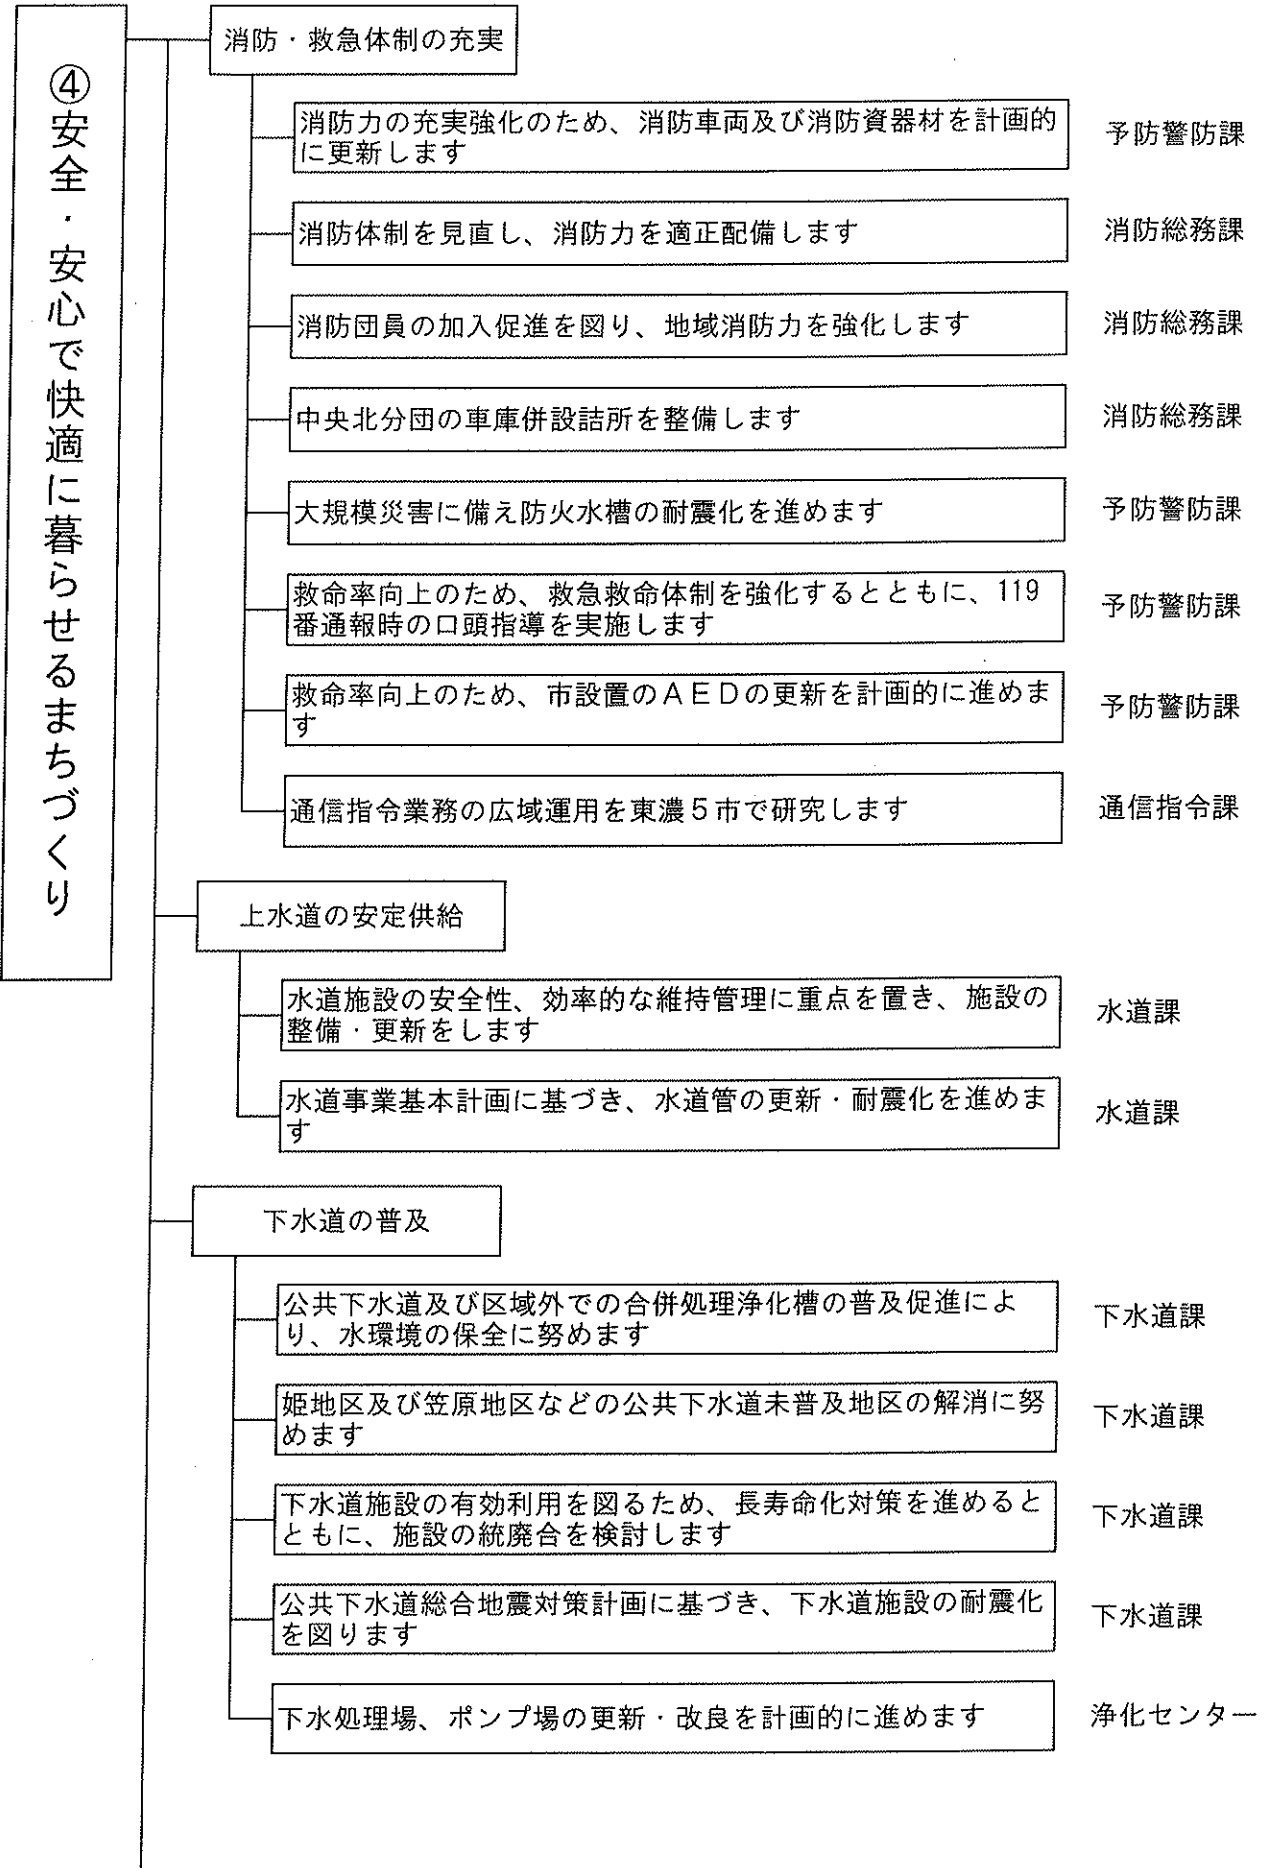 ④安全・安心で快適に暮らせるまちづくり
消防・救急体制の充実
消防力の充実強化のため、消防車両及び消防資器材を計画的
に更新します
予防警防課
消防体制を見直し、消防力を適正配備します
消防総務課
消防団員の加入促進を図り、地域消防力を強化します
消防総務課
中央北分団の車庫併設詰所を整備します
消防総務課
大規模災害に備え防火水槽の耐震化を進めます
予防警防課
救命率向上のため、救急救命体制を強化するとともに、119
番通報時の口頭指導を実施します
予防警防課
救命率向上のため、市設置のAEDの更新を計画的に進めま
す
予防警防課
通信指令業務の広域運用を東濃5市で研究します
通信指令課
上水道の安定供給
水道施設の安全性、効率的な維持管理に重点を置き、施設の
整備・更新をします
水道課
水道事業基本計画に基づき、水道管の更新・耐震化を進めま
す
水道課
下水道の普及
公共下水道及び区域外での合併処理浄化槽の普及促進によ
り、水環境の保全に努めます
下水道課
姫地区及び笠原地区などの公共下水道未普及地区の解消に努
めます
下水道課
下水道施設の有効利用を図るため、長寿命化対策を進めると
ともに、施設の統廃合を検討します
下水道課
公共下水道総合地震対策計画に基づき、下水道施設の耐震化
を図ります
下水道課
下水処理場、ポンプ場の更新・改良を計画的に進めます
浄化センター